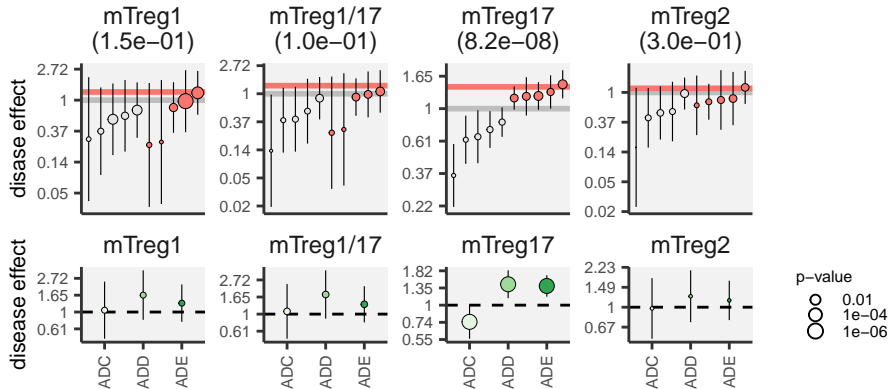 mTreg1
(1.5e−01)
mTreg1/17
(1.0e−01)
mTreg17
(8.2e−08)
mTreg2
(3.0e−01)
disase effect
2.72
1
0.37
0.14
0.05
2.72
1
0.37
0.14
0.05
0.02
1.65
1
0.61
0.37
0.22
2.72
1
0.37
0.14
0.05
0.02
mTreg1
mTreg1/17
mTreg17
mTreg2
disease effect
2.72
1.65
1
0.61
2.72
1.65
1
0.61
1.82
1.35
1
0.74
0.55
2.23
1.49
1
0.67
ADC
ADD
ADE
ADC
ADD
ADE
ADC
ADD
ADE
ADC
ADD
ADE
p−value
0.01
1e−04
1e−06